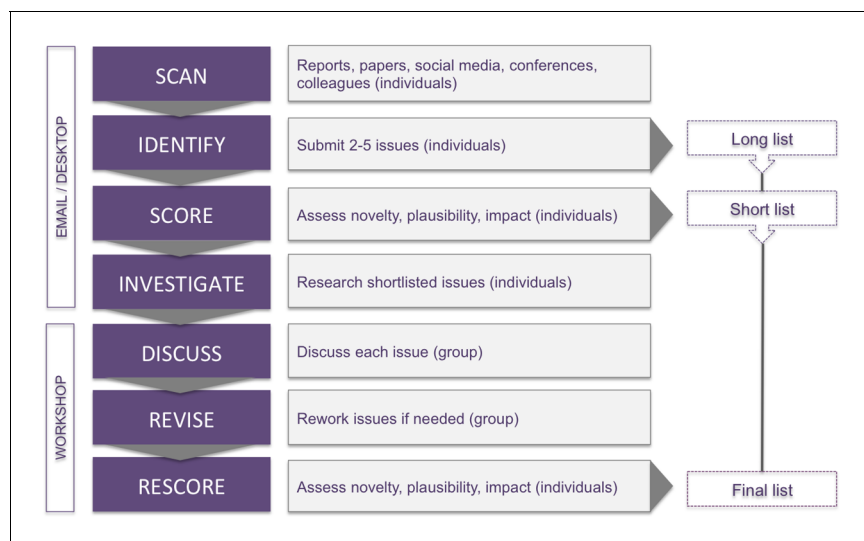 EMAIL / DESKTOP
SCAN
Reports, papers, social media, conferences,
colleagues (individuals)
IDENTIFY
Submit 2-5 issues (individuals)
Long list
SCORE
Assess novelty, plausibility, impact (individuals)
Short list
INVESTIGATE
Research shortlisted issues (individuals)
WORKSHOP
DISCUSS
Discuss each issue (group)
REVISE
Rework issues if needed (group)
RESCORE
Assess novelty, plausibility, impact (individuals)
Final list